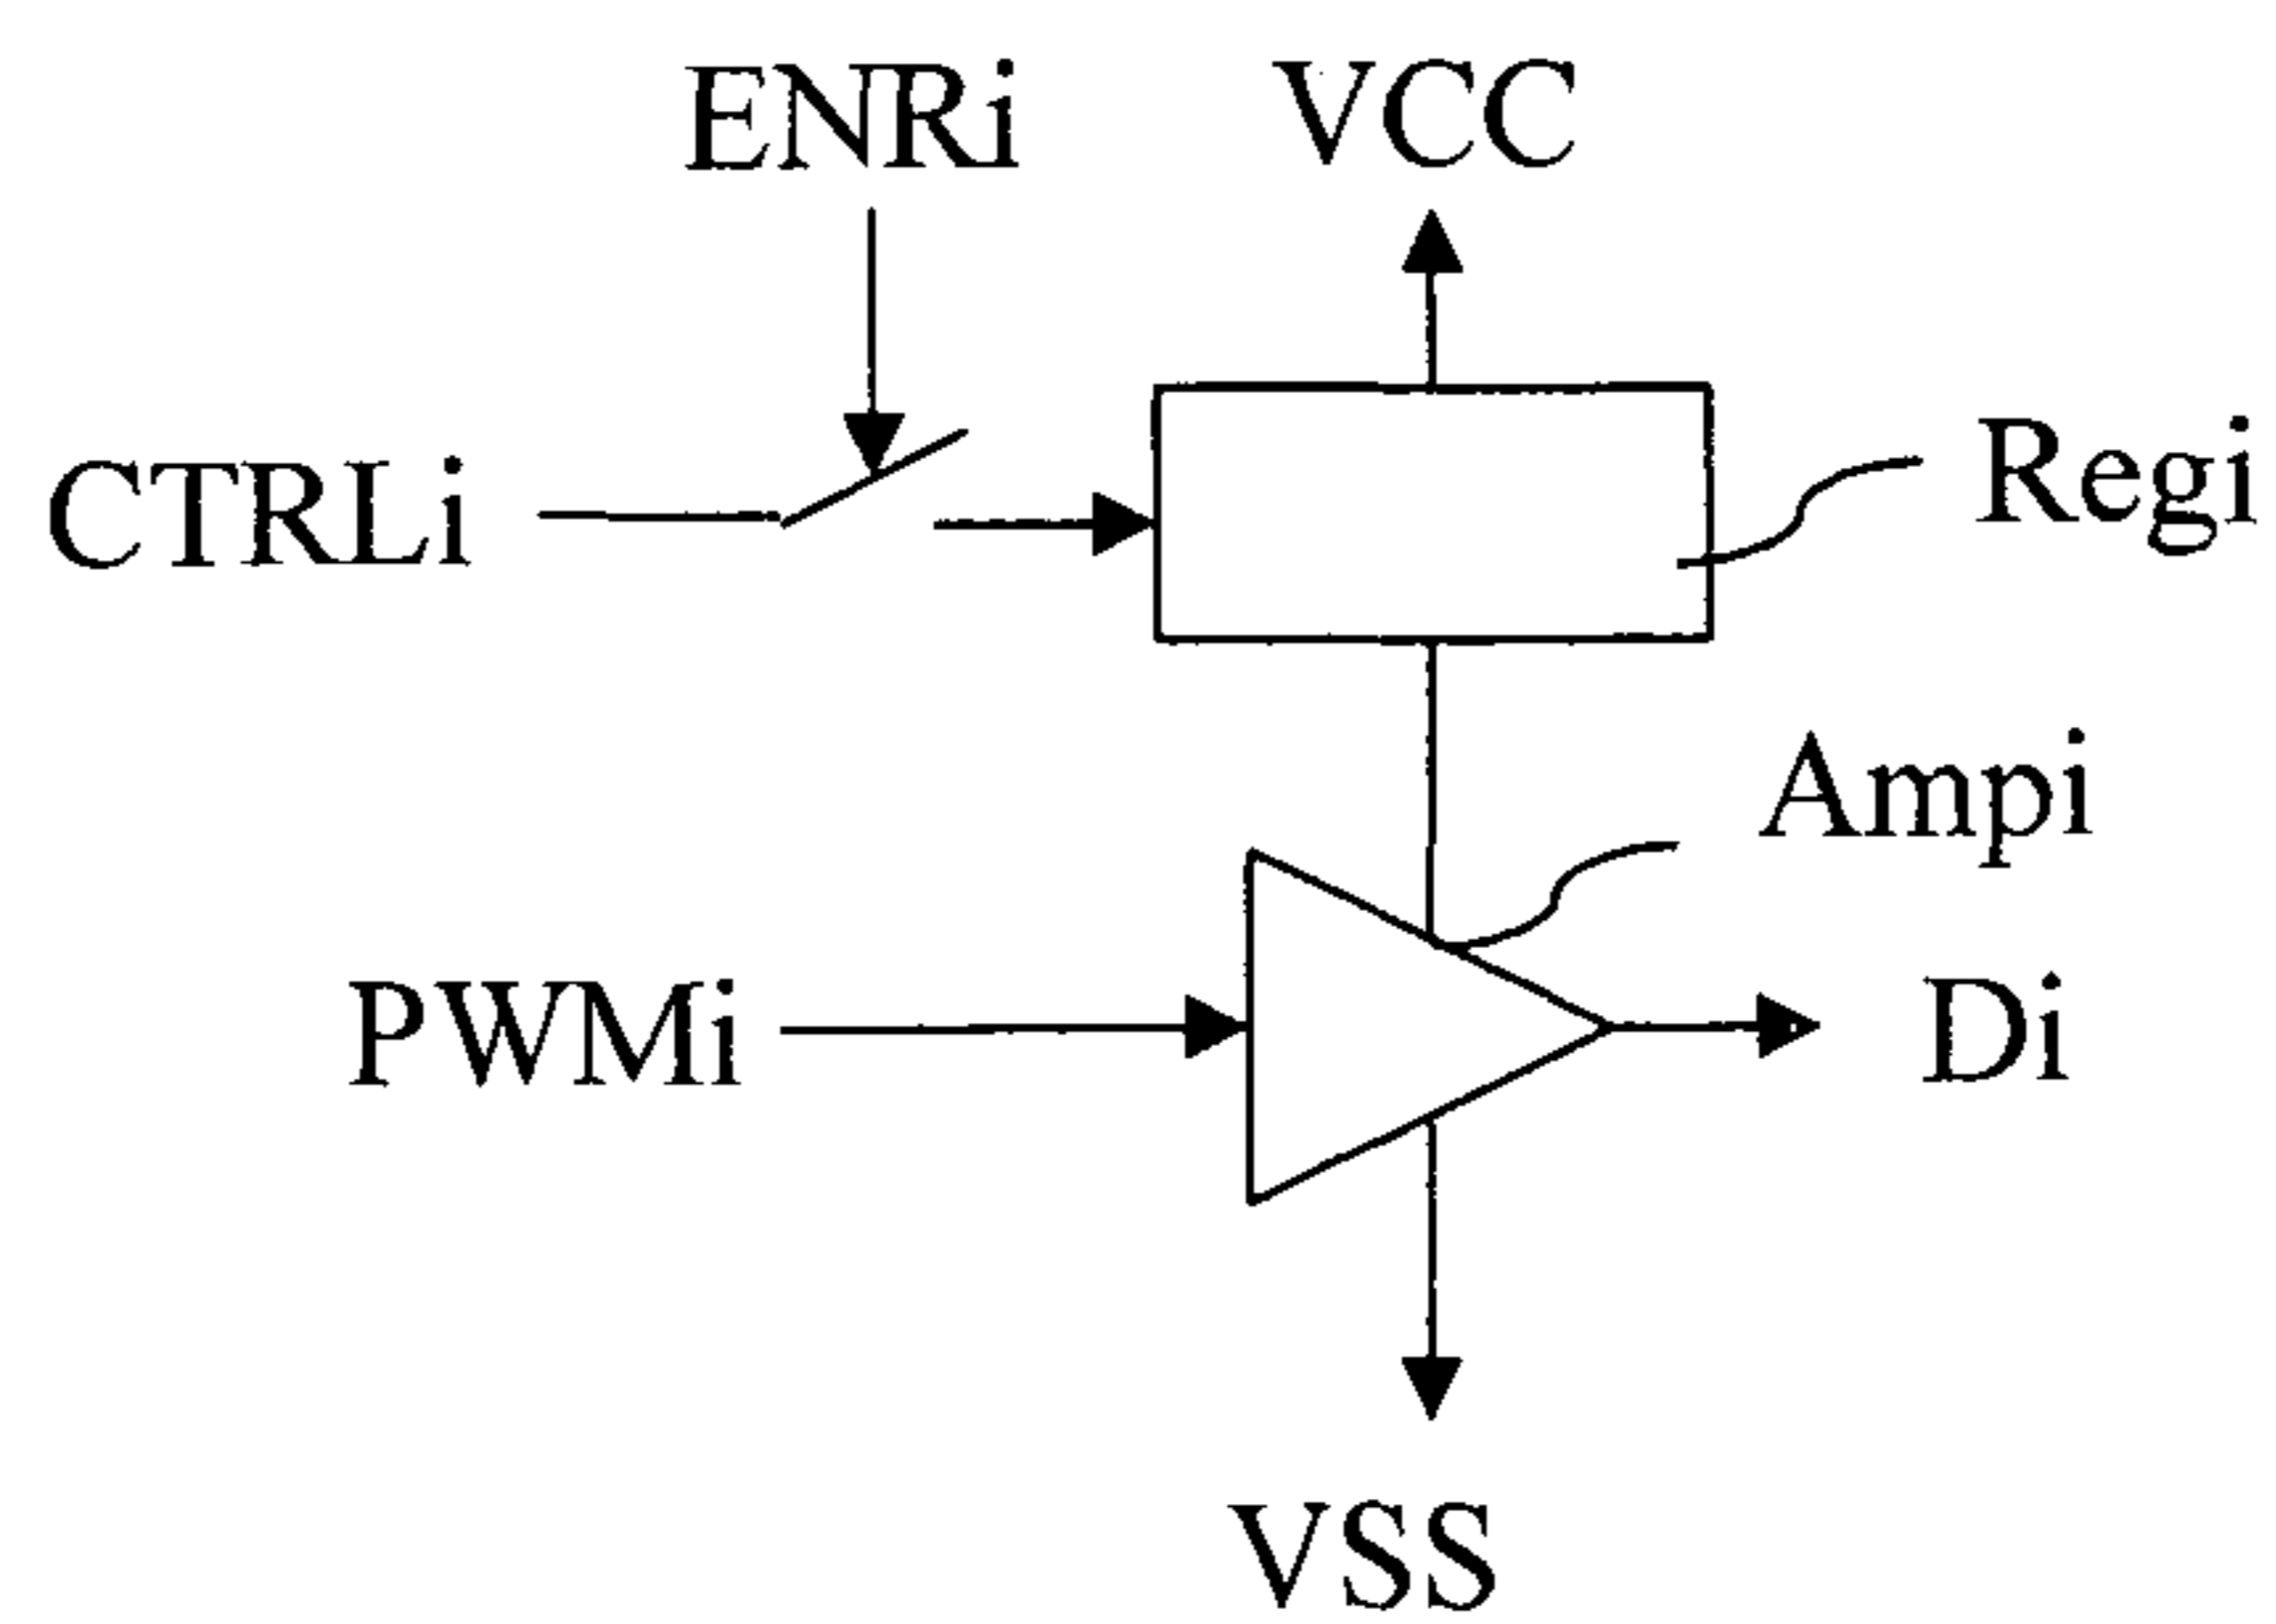 ENRi
VCC
CTRLi
Regi
Ampi
PWMi
Di
VSS